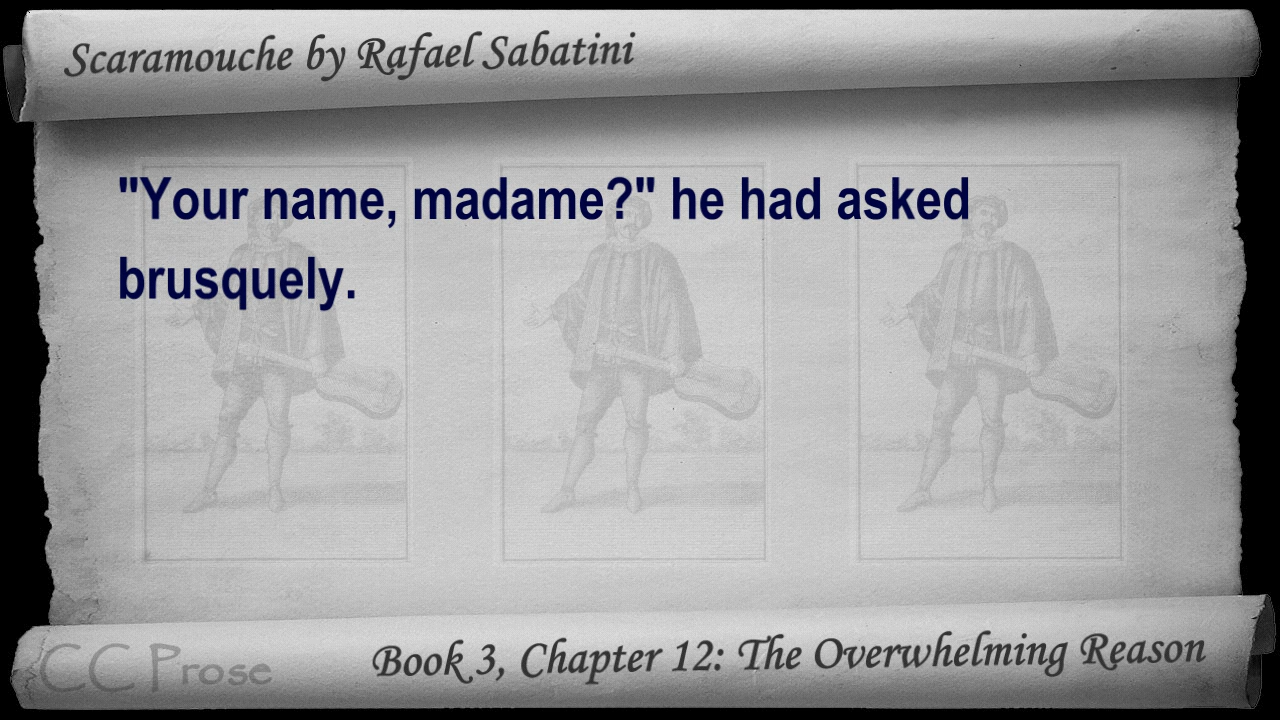 Scaramouche by Rafael Sabatini
"Your name, madame?" he had asked
brusquely.
CC Prose
Book 3, Chapter 12: The Overwhelming Reason